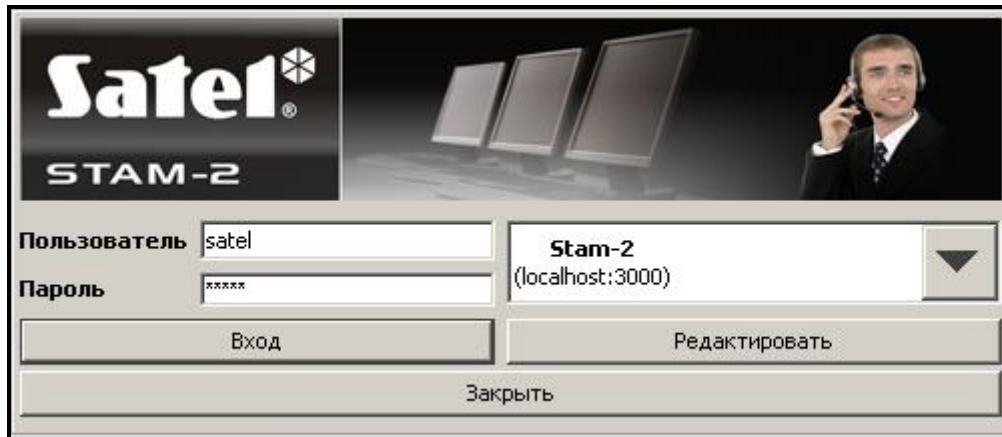 Satel®
STAM-2
Пользователь satel
Пароль *****
Stam-2
(localhost:3000)
Вход
Редактировать
Закрыть